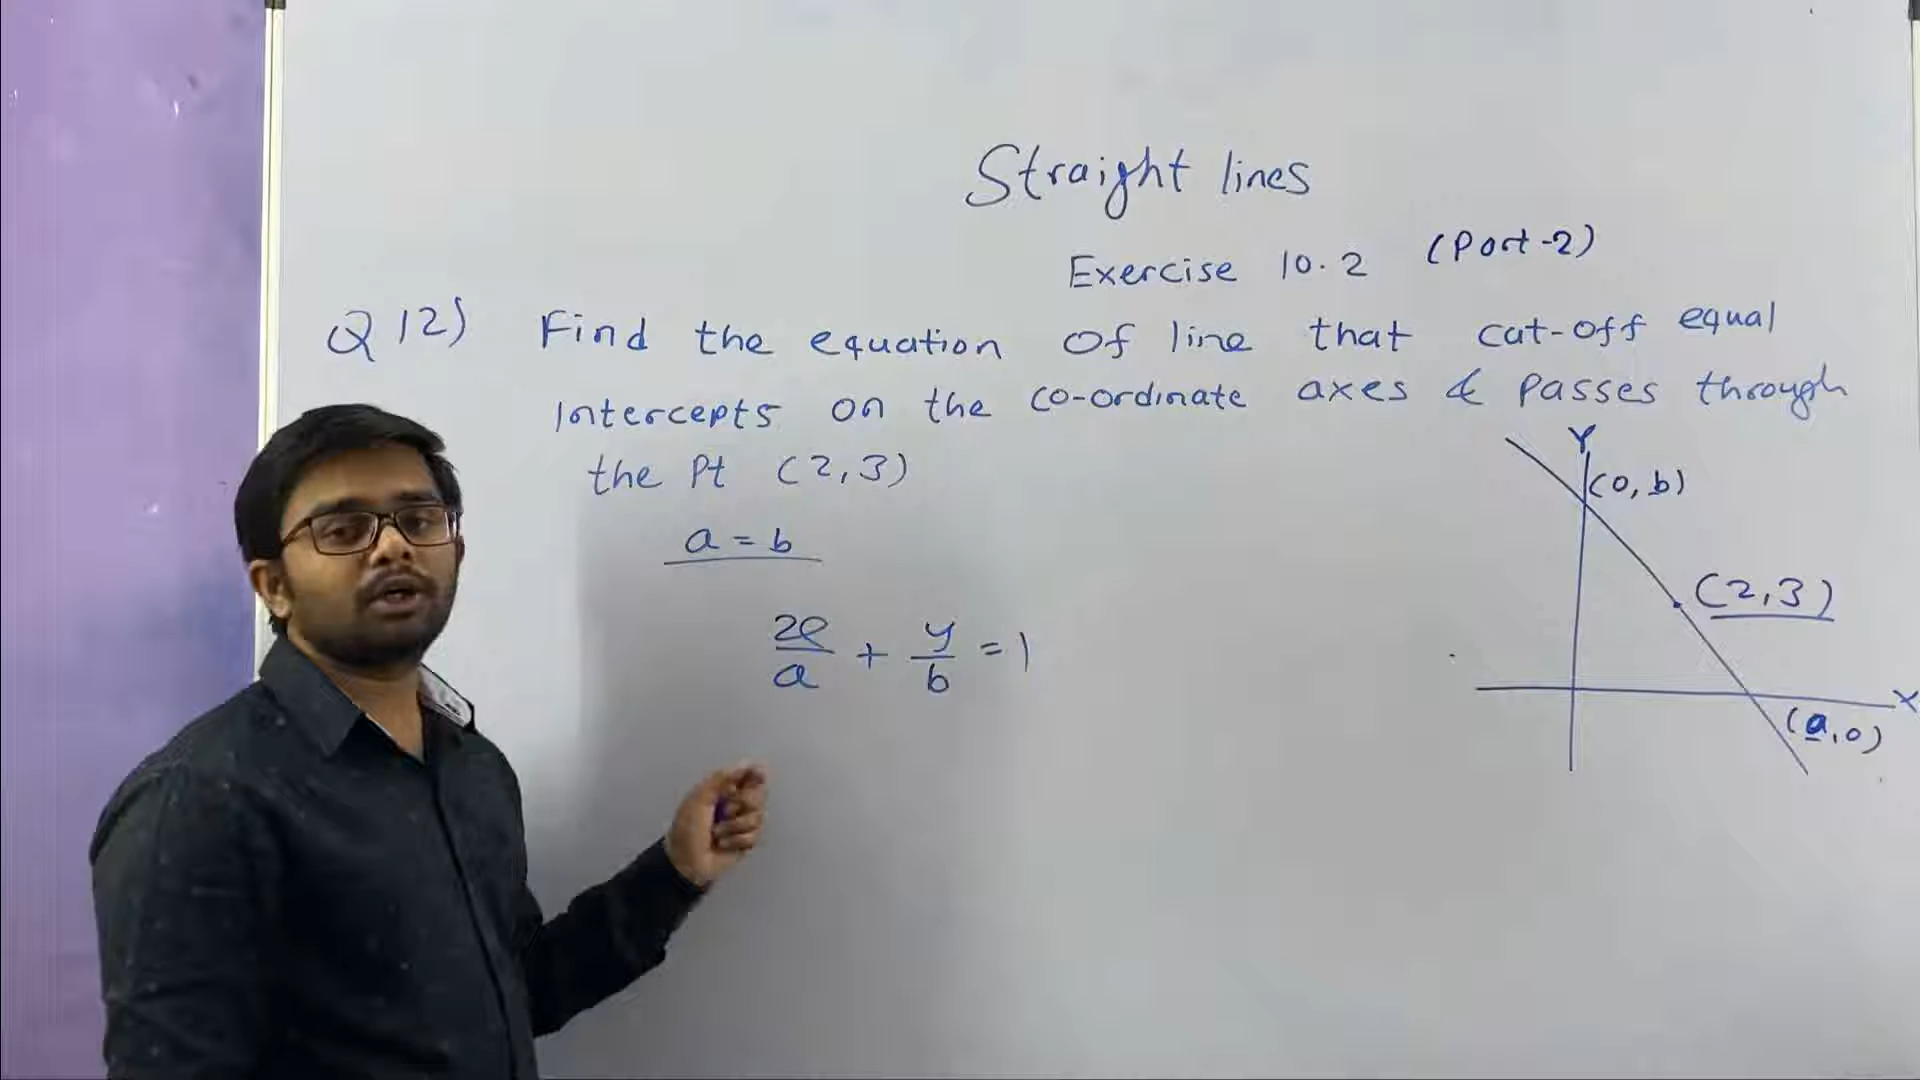 Straight lines
Exercise 10.2 (Part-2)
Q 12) Find the equation of line that cut-off equal
Intercepts on the co-ordinate axes & passes through
the Pt (2,3)
a = b
x/a + y/b = 1
Y
(0, b)
(2,3)
X
(a,0)